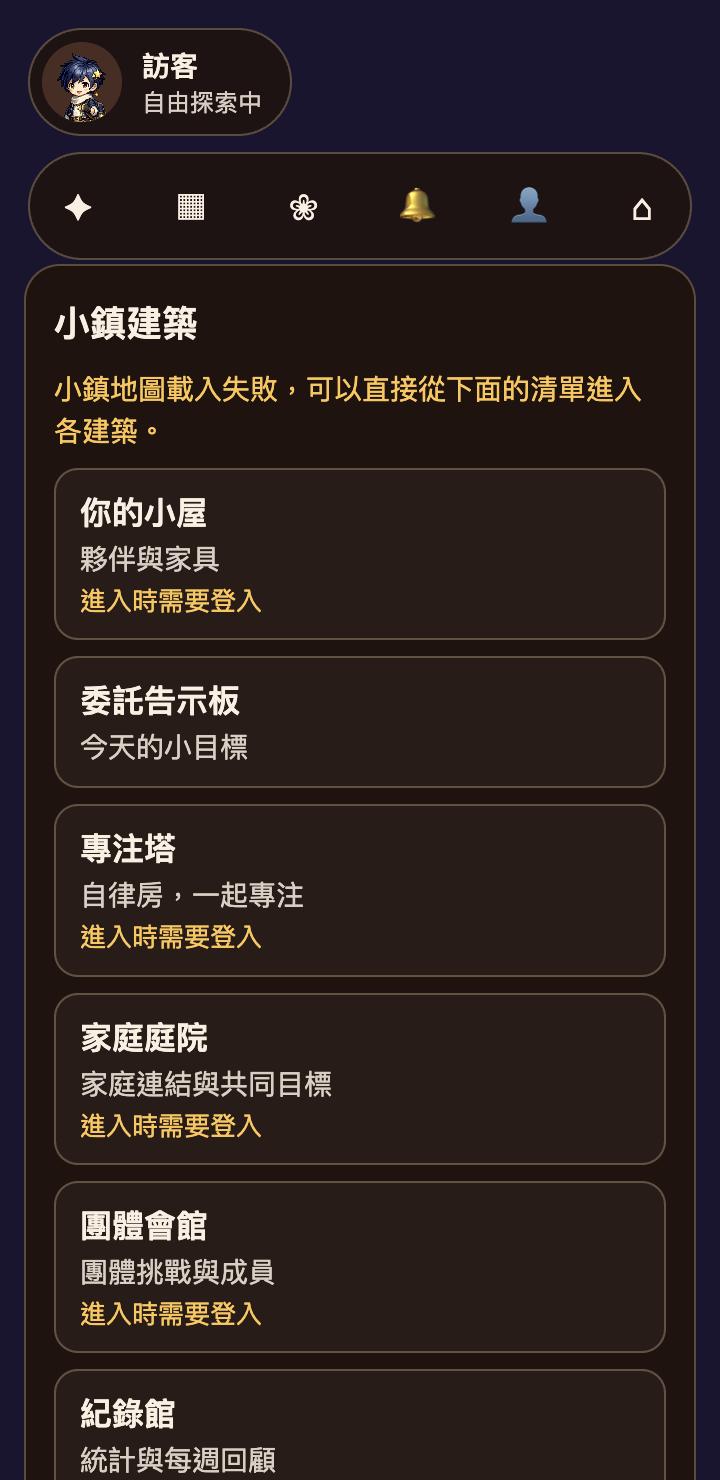 訪客
自由探索中
小鎮建築
小鎮地圖載入失敗，可以直接從下面的清單進入
各建築。
你的小屋
夥伴與家具
進入時需要登入
委託告示板
今天的小目標
專注塔
自律房，一起專注
進入時需要登入
家庭庭院
家庭連結與共同目標
進入時需要登入
團體會館
團體挑戰與成員
進入時需要登入
紀錄館
統計與每週回顧